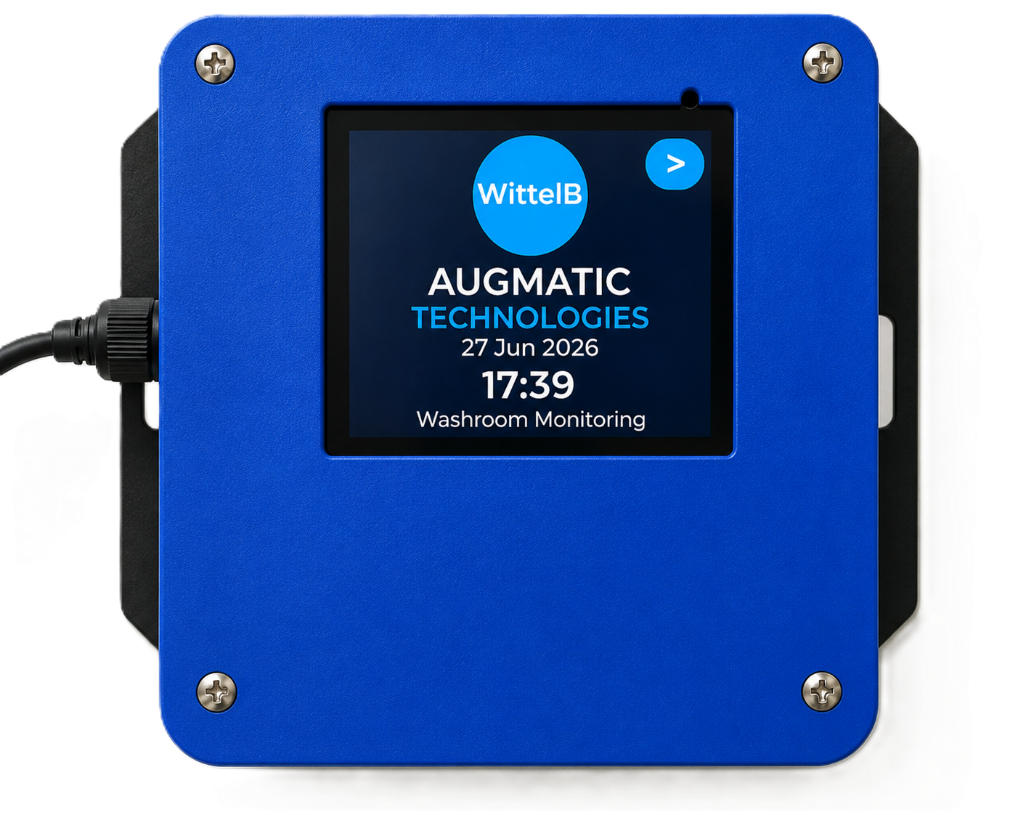 WittelB
>
AUGMATIC
TECHNOLOGIES
27 Jun 2026
17:39
Washroom Monitoring